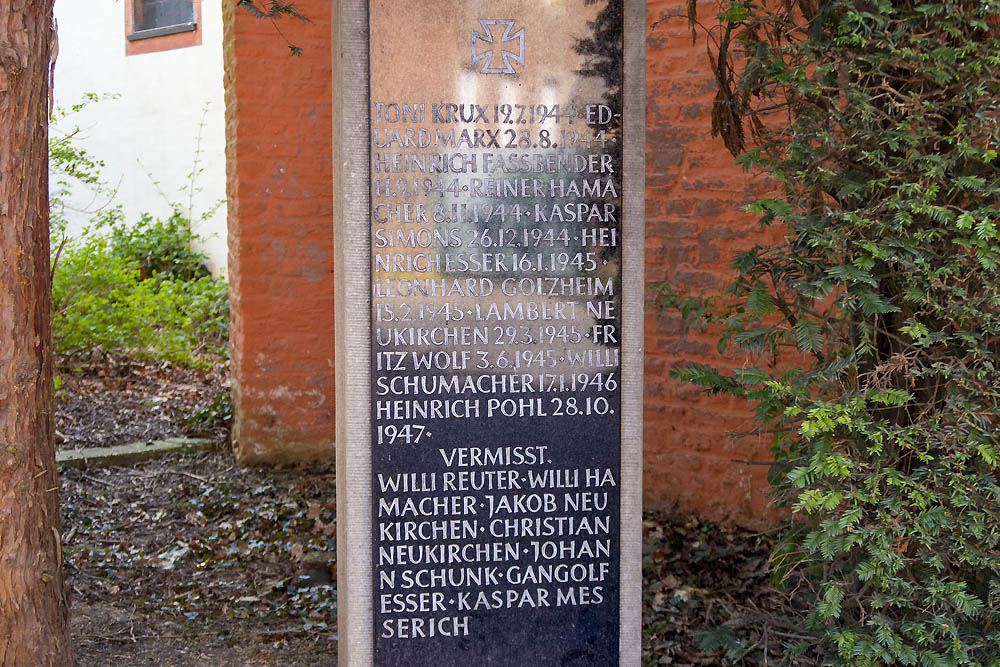 TONI KRUX 19.7.1944 · ED-
UARD MARX 28.8.1944 ·
HEINRICH FASSBENDER
11.9.1944 · REINER HAMA
CHER 8.11.1944 · KASPAR
SIMONS 26.12.1944 · HEI
NRICH ESSER 16.1.1945 ·
LEONHARD GOLZHEIM
15.2.1945 · LAMBERT NE
UKIRCHEN 29.3.1945 · FR
ITZ WOLF 3.6.1945 · WILLI
SCHUMACHER 17.1.1946
HEINRICH POHL 28.10.
1947 ·
VERMISST.
WILLI REUTER · WILLI HA
MACHER · JAKOB NEU
KIRCHEN · CHRISTIAN
NEUKIRCHEN · JOHAN
N SCHUNK · GANGOLF
ESSER · KASPAR MES
SERICH